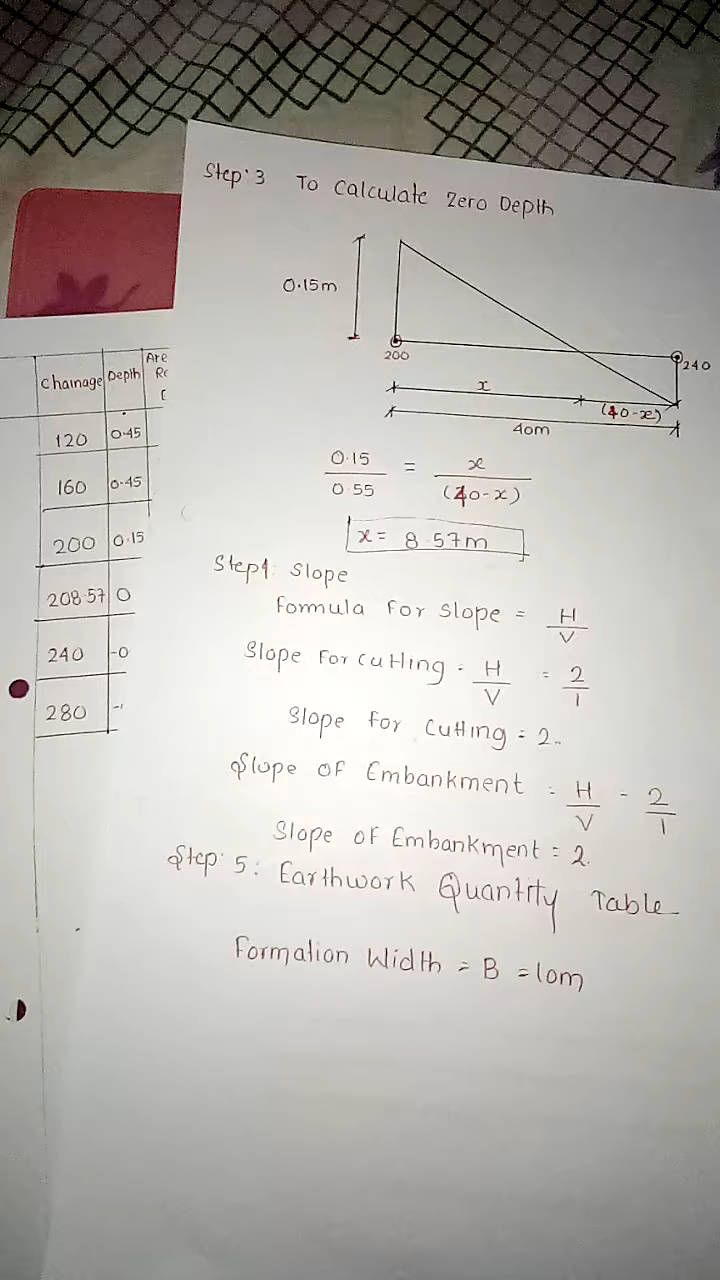 Step:3 To Calculate Zero Depth
0.15m
200
240
x
(40-x)
40m
0.15 / 0.55 = x / (40-x)
x = 8.57m
Step4: Slope
Formula for Slope = H/V
Slope For Cutting = H/V = 2/1
Slope for Cutting = 2.
Slope of Embankment = H/V = 2/1
Slope of Embankment = 2.
Step: 5: Earthwork Quantity Table
Formation Width = B = 10m
Chainage Depth
120 0.45
160 0.45
200 0.15
208.57 0
240 -0
280